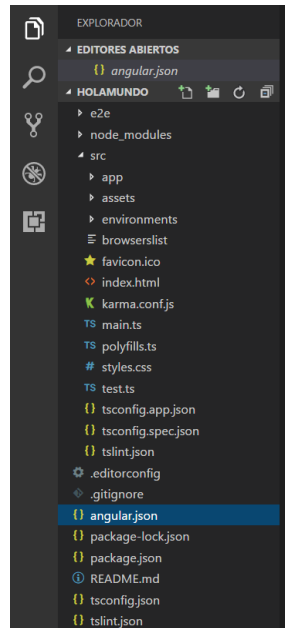 EXPLORADOR
EDITORES ABIERTOS
{} angular.json
HOLAMUNDO
e2e
node_modules
src
app
assets
environments
browserslist
favicon.ico
<> index.html
K karma.conf.js
TS main.ts
TS polyfills.ts
# styles.css
TS test.ts
{} tsconfig.app.json
{} tsconfig.spec.json
{} tslint.json
.editorconfig
.gitignore
{} angular.json
{} package-lock.json
{} package.json
README.md
{} tsconfig.json
{} tslint.json